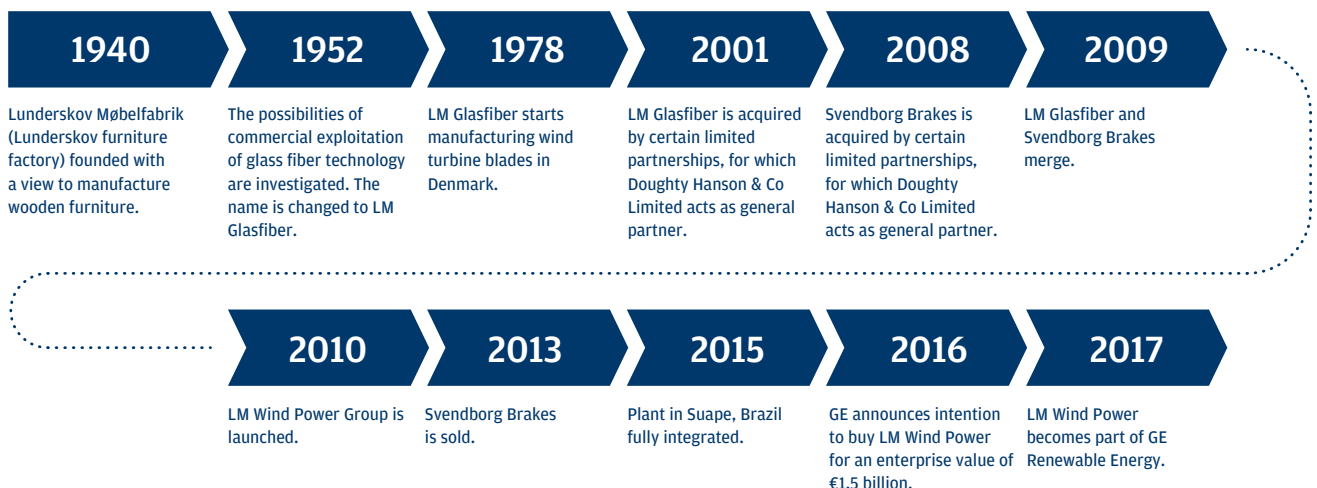 1940
Lunderskov Møbelfabrik
(Lunderskov furniture
factory) founded with
a view to manufacture
wooden furniture.
1952
The possibilities of
commercial exploitation
of glass fiber technology
are investigated. The
name is changed to LM
Glasfiber.
1978
LM Glasfiber starts
manufacturing wind
turbine blades in
Denmark.
2001
LM Glasfiber is acquired
by certain limited
partnerships, for which
Doughty Hanson & Co
Limited acts as general
partner.
2008
Svendborg Brakes is
acquired by certain
limited partnerships,
for which Doughty
Hanson & Co Limited
acts as general partner.
2009
LM Glasfiber and
Svendborg Brakes
merge.
2010
LM Wind Power Group is
launched.
2013
Svendborg Brakes
is sold.
2015
Plant in Suape, Brazil
fully integrated.
2016
GE announces intention
to buy LM Wind Power
for an enterprise value of
€1.5 billion.
2017
LM Wind Power
becomes part of GE
Renewable Energy.